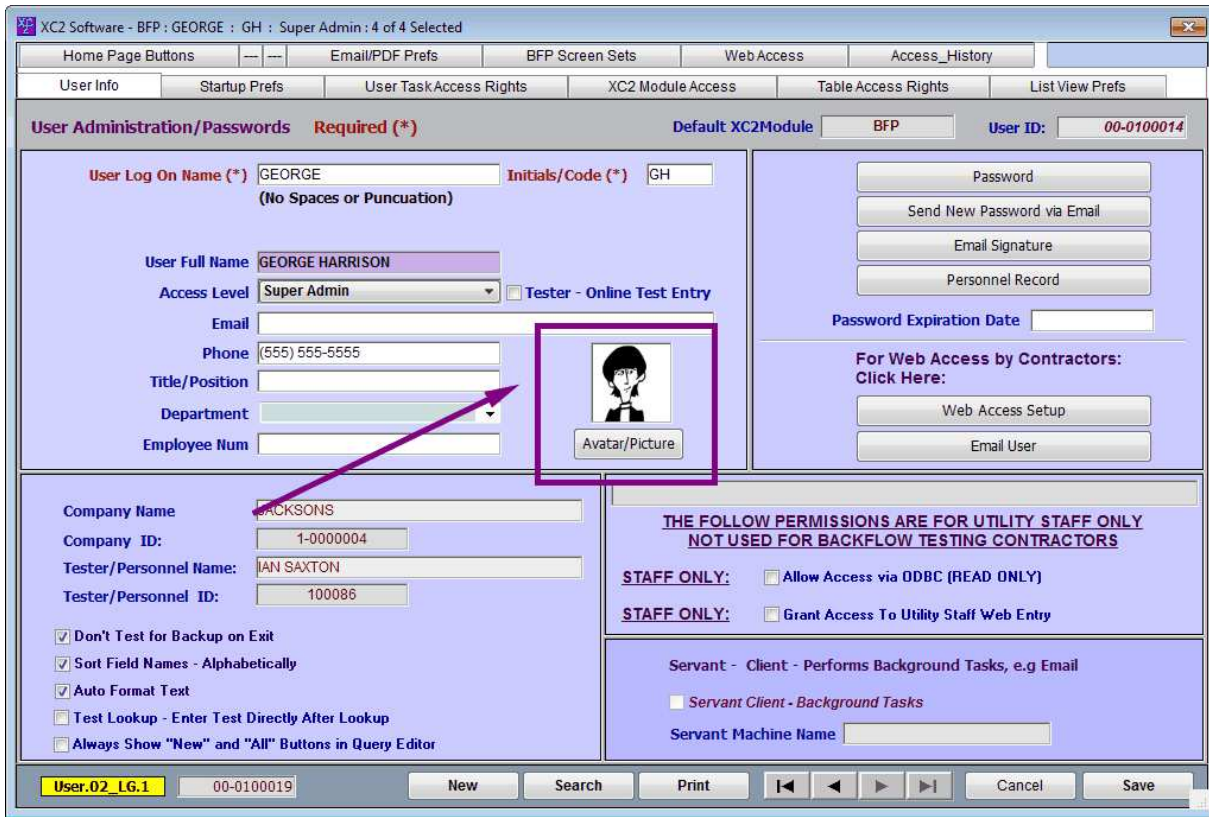 XC2 Software - BFP : GEORGE : GH : Super Admin : 4 of 4 Selected
Home Page Buttons --- --- Email/PDF Prefs BFP Screen Sets Web Access Access_History
User Info Startup Prefs User Task Access Rights XC2 Module Access Table Access Rights List View Prefs
User Administration/Passwords Required (*) Default XC2Module BFP User ID: 00-0100014
User Log On Name (*) GEORGE Initials/Code (*) GH
(No Spaces or Puncuation)
Password
Send New Password via Email
Email Signature
Personnel Record
User Full Name GEORGE HARRISON
Access Level Super Admin Tester - Online Test Entry
Email
Phone (555) 555-5555
Title/Position
Department
Employee Num
Avatar/Picture
Password Expiration Date
For Web Access by Contractors:
Click Here:
Web Access Setup
Email User
Company Name JACKSONS
Company ID: 1-0000004
Tester/Personnel Name: IAN SAXTON
Tester/Personnel ID: 100086
Don't Test for Backup on Exit
Sort Field Names - Alphabetically
Auto Format Text
Test Lookup - Enter Test Directly After Lookup
Always Show "New" and "All" Buttons in Query Editor
THE FOLLOW PERMISSIONS ARE FOR UTILITY STAFF ONLY
NOT USED FOR BACKFLOW TESTING CONTRACTORS
STAFF ONLY: Allow Access via ODBC (READ ONLY)
STAFF ONLY: Grant Access To Utility Staff Web Entry
Servant - Client - Performs Background Tasks, e.g Email
Servant Client - Background Tasks
Servant Machine Name
User.02_LG.1 00-0100019 New Search Print Cancel Save